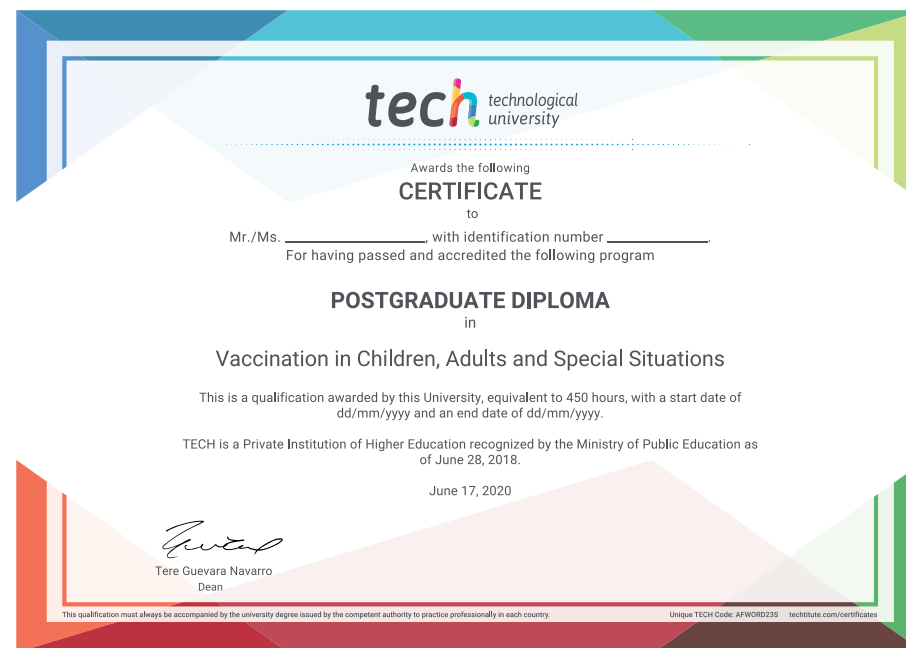 tech technological
university
Awards the following
CERTIFICATE
to
Mr./Ms. ____________, with identification number ____________.
For having passed and accredited the following program
POSTGRADUATE DIPLOMA
in
Vaccination in Children, Adults and Special Situations
This is a qualification awarded by this University, equivalent to 450 hours, with a start date of
dd/mm/yyyy and an end date of dd/mm/yyyy.
TECH is a Private Institution of Higher Education recognized by the Ministry of Public Education as
of June 28, 2018.
June 17, 2020
Tere Guevara Navarro
Dean
This qualification must always be accompanied by the university degree issued by the competent authority to practice professionally in each country.
Unique TECH Code: AFWORD23S techtitute.com/certificates